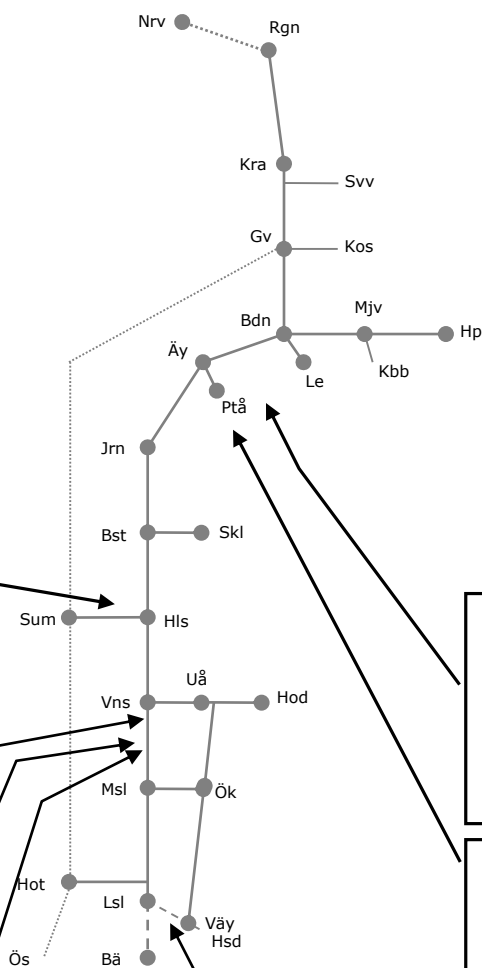 Nrv
Rgn
Kra
Svv
Gv
Kos
Bdn
Mjv
Hp
Äy
Le
Kbb
Ptå
Jrn
Bst
Skl
Sum
Hls
Uå
Vns
Hod
Msl
Ök
Hot
Lsl
Väy
Hsd
Ös
Bä